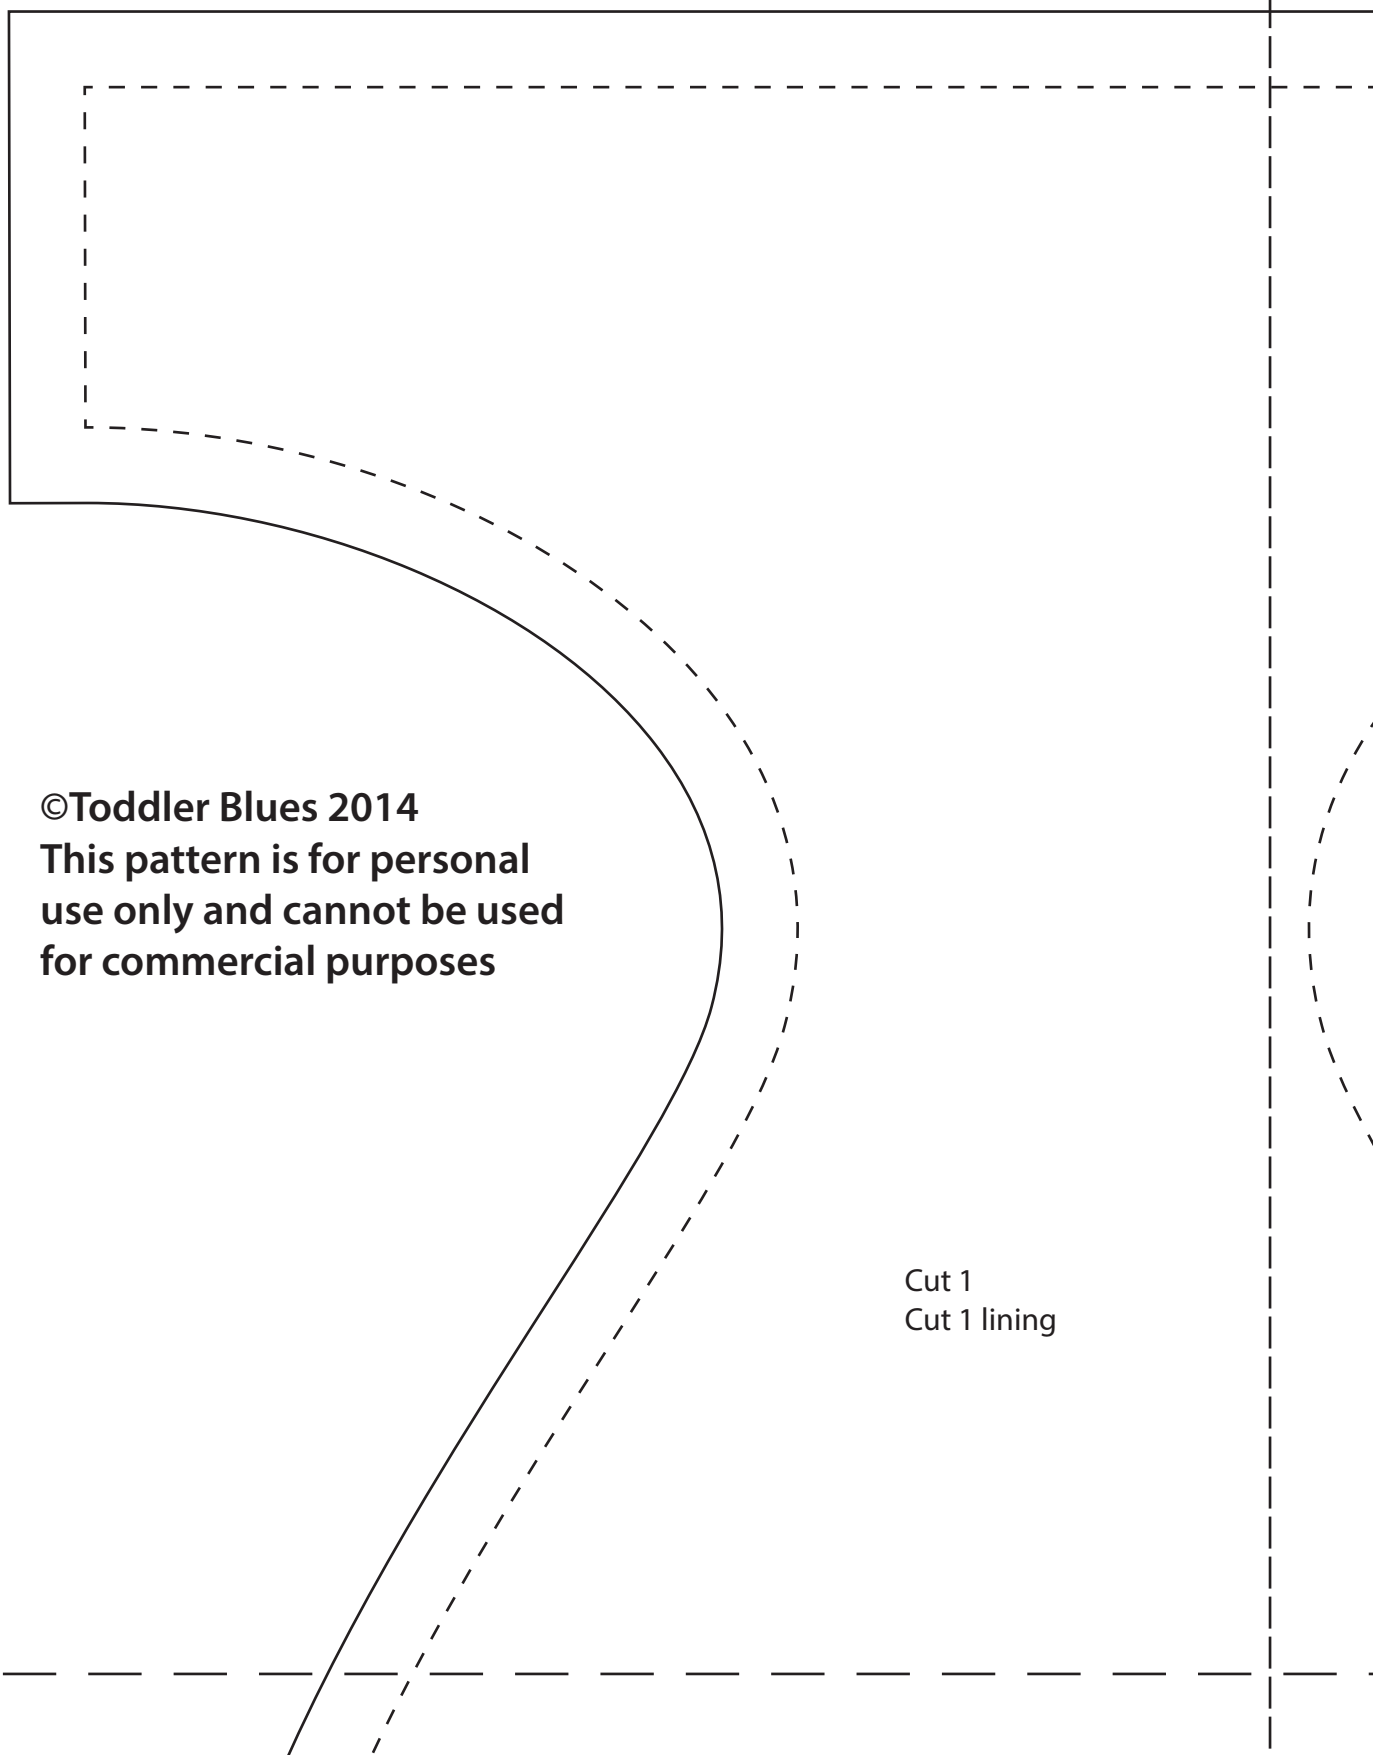 ©Toddler Blues 2014
This pattern is for personal
use only and cannot be used
for commercial purposes
Cut 1
Cut 1 lining